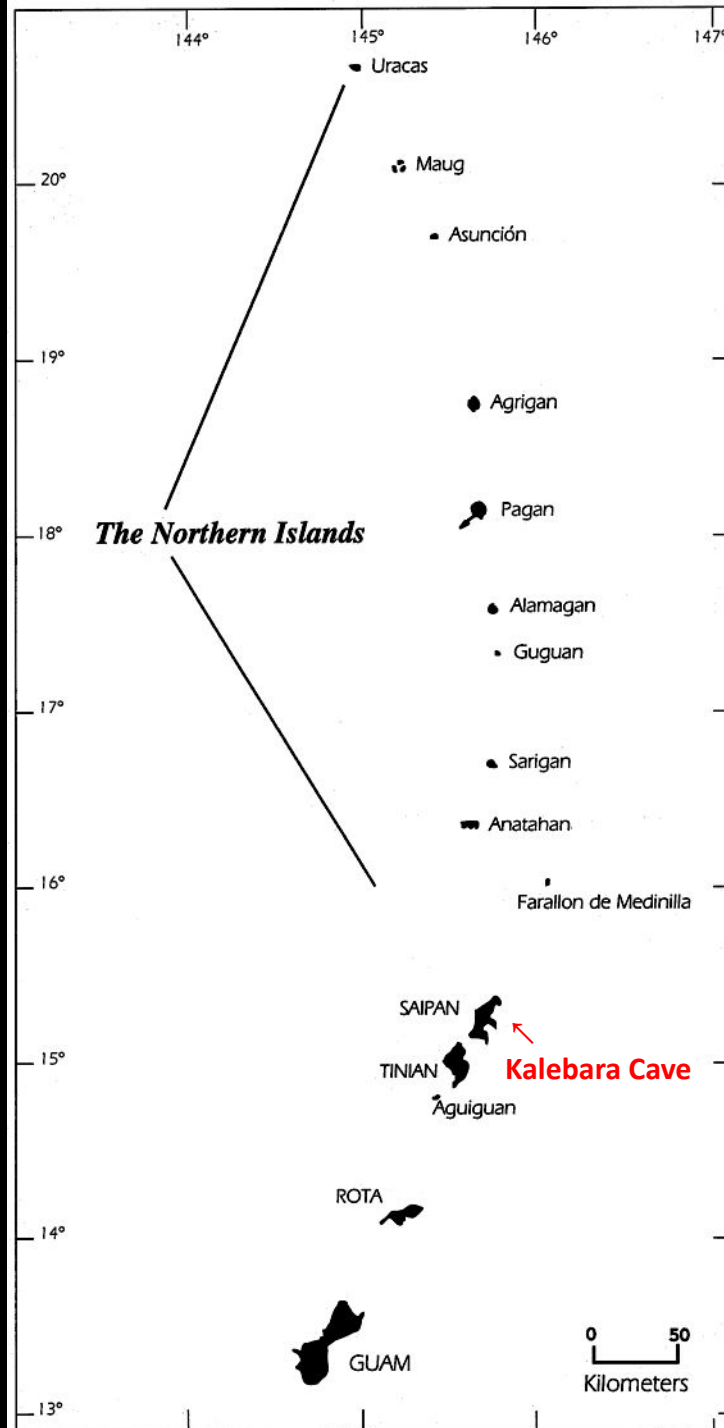 144° 145° 146° 147°
Uracas
Maug
20°
Asunción
19°
Agrigan
Pagan
The Northern Islands
18°
Alamagan
Guguan
17°
Sarigan
Anatahan
16°
Farallon de Medinilla
SAIPAN
Kalebara Cave
15°
TINIAN
Aguiguan
ROTA
14°
0 50
GUAM
Kilometers
13°